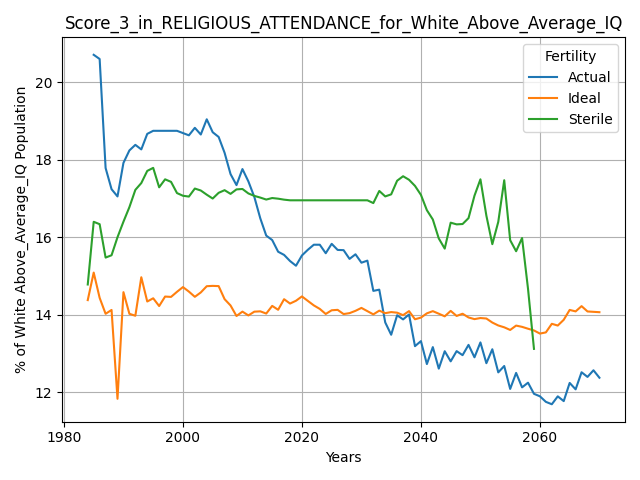 Score_3_in_RELIGIOUS_ATTENDANCE_for_White_Above_Average_IQ
% of White Above_Average_IQ Population
20
18
16
14
12
Fertility
Actual
Ideal
Sterile
1980 2000 2020 2040 2060
Years